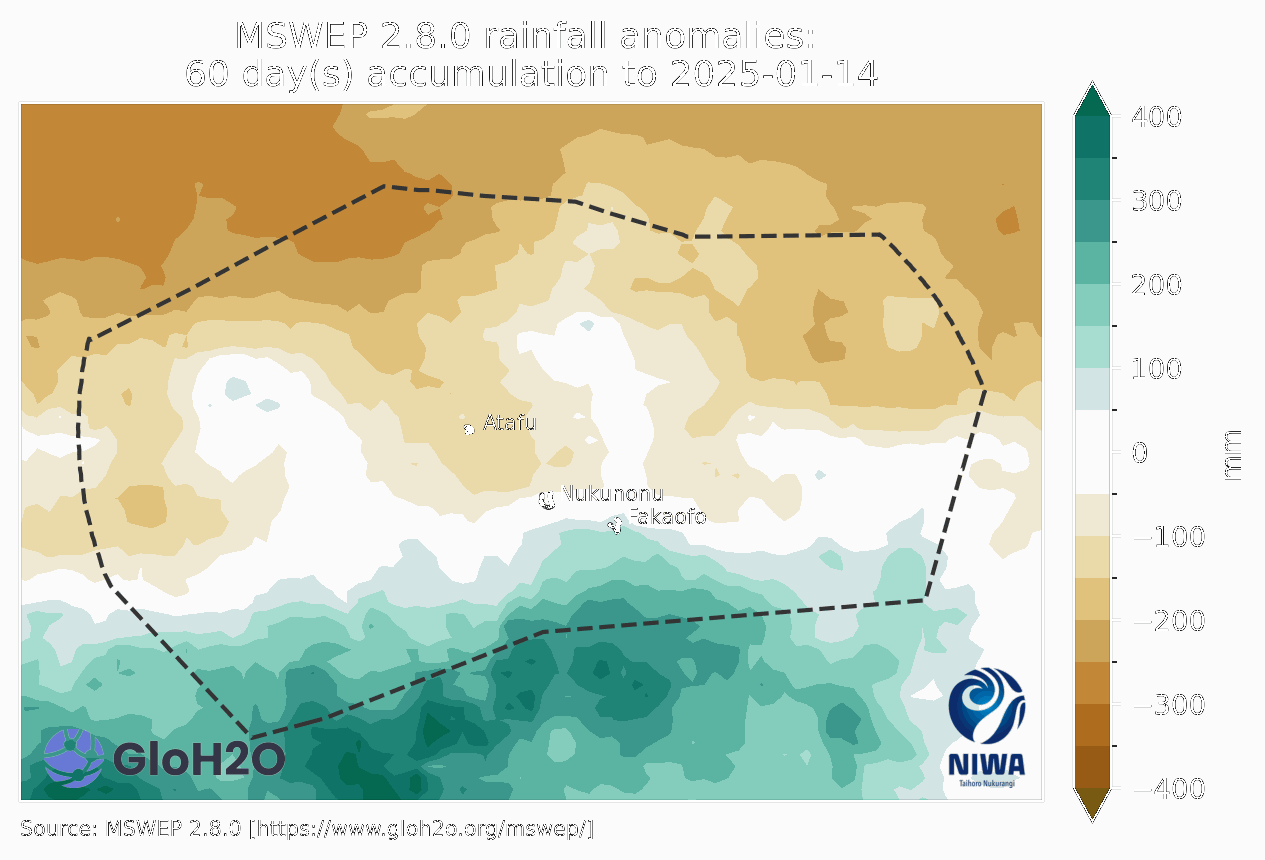 MSWEP 2.8.0 rainfall anomalies:
60 day(s) accumulation to 2025-01-14
400
300
200
100
0
−100
−200
−300
−400
mm
Atafu
Nukunonu
Fakaofo
GloH2O
NIWA
Taihoro Nukurangi
Source: MSWEP 2.8.0 [https://www.gloh2o.org/mswep/]